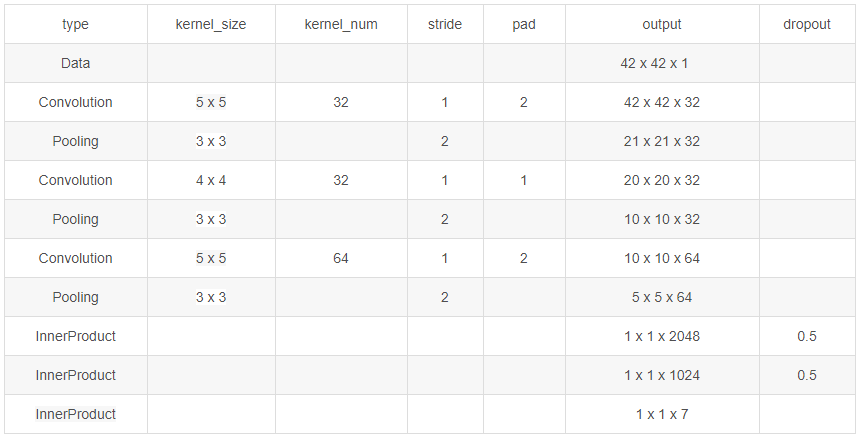 type kernel_size kernel_num stride pad output dropout
Data 42 x 42 x 1
Convolution 5 x 5 32 1 2 42 x 42 x 32
Pooling 3 x 3 2 21 x 21 x 32
Convolution 4 x 4 32 1 1 20 x 20 x 32
Pooling 3 x 3 2 10 x 10 x 32
Convolution 5 x 5 64 1 2 10 x 10 x 64
Pooling 3 x 3 2 5 x 5 x 64
InnerProduct 1 x 1 x 2048 0.5
InnerProduct 1 x 1 x 1024 0.5
InnerProduct 1 x 1 x 7